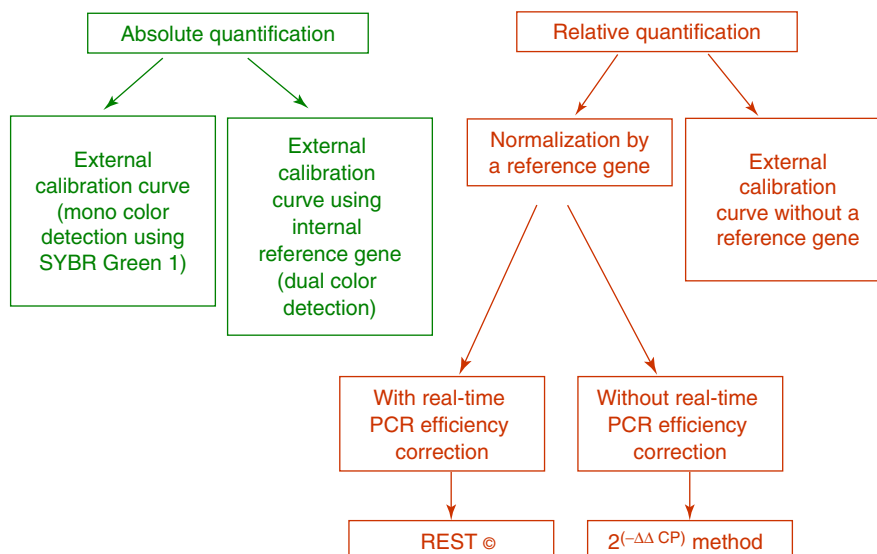 Absolute quantification
Relative quantification
External
calibration curve
(mono color
detection using
SYBR Green 1)
External
calibration
curve using
internal
reference gene
(dual color
detection)
Normalization by
a reference gene
External
calibration
curve without a
reference gene
With real-time
PCR efficiency
correction
Without real-time
PCR efficiency
correction
REST ©
2(–ΔΔ CP) method